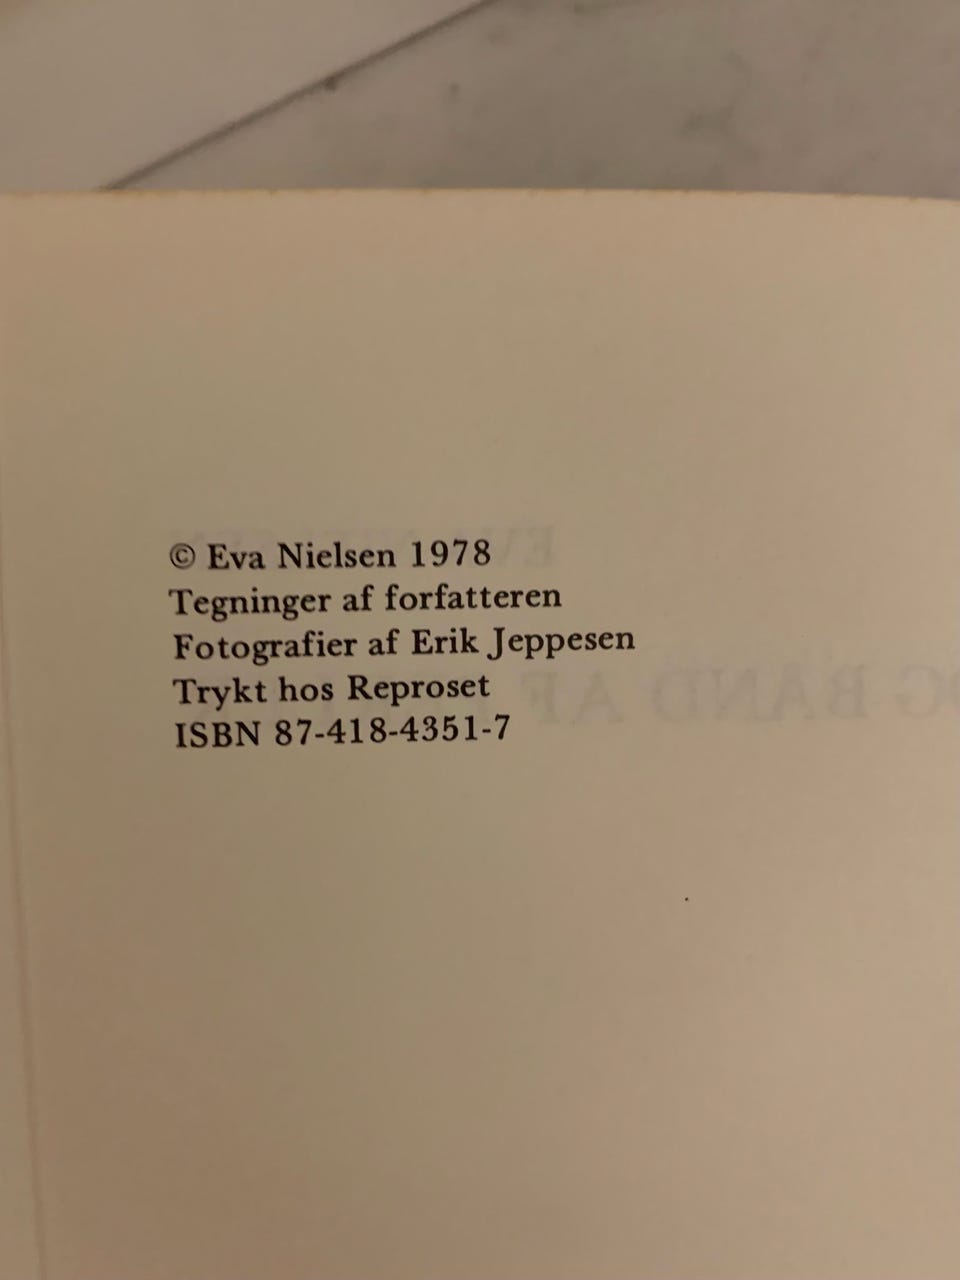 © Eva Nielsen 1978
Tegninger af forfatteren
Fotografier af Erik Jeppesen
Trykt hos Reproset
ISBN 87-418-4351-7